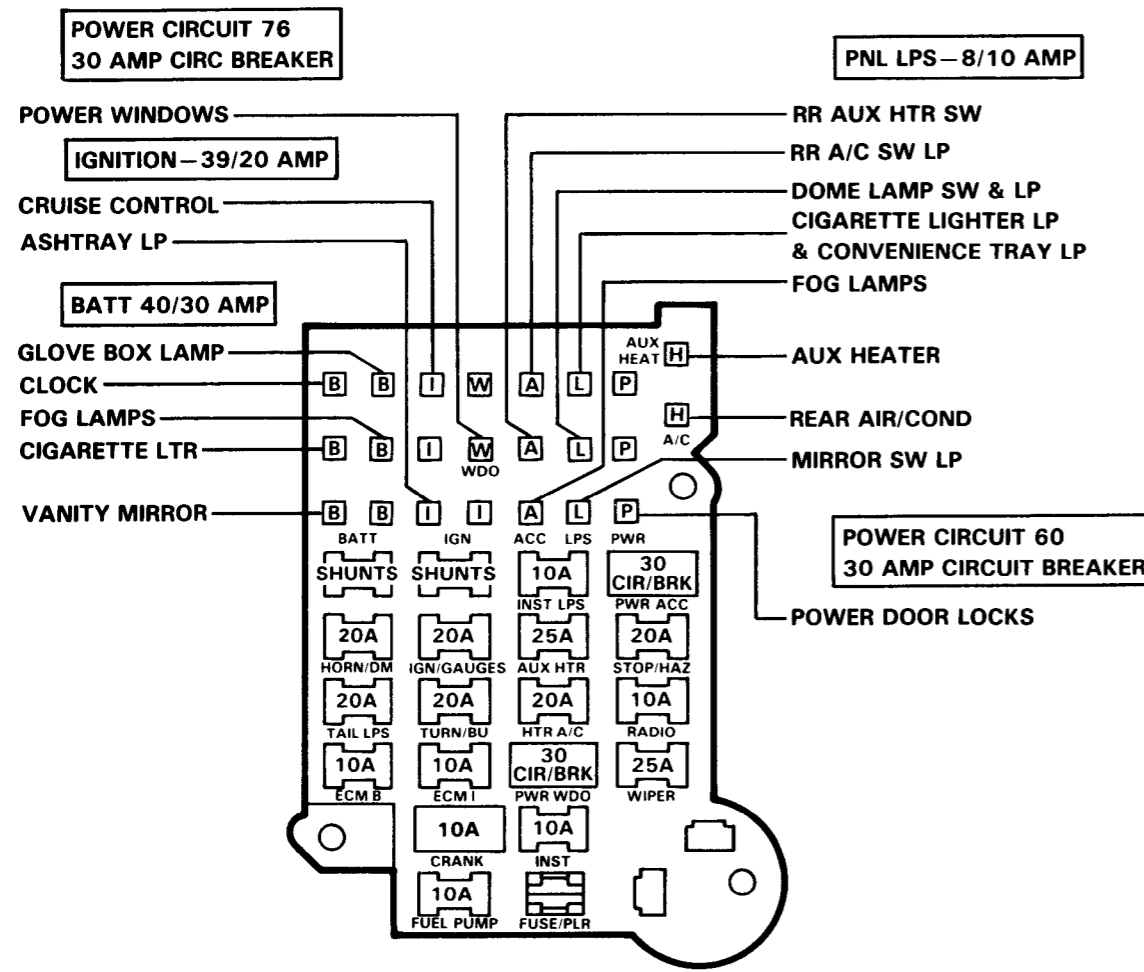 POWER CIRCUIT 76
30 AMP CIRC BREAKER
PNL LPS–8/10 AMP
POWER WINDOWS
RR AUX HTR SW
IGNITION–39/20 AMP
RR A/C SW LP
CRUISE CONTROL
DOME LAMP SW & LP
CIGARETTE LIGHTER LP
& CONVENIENCE TRAY LP
ASHTRAY LP
FOG LAMPS
BATT 40/30 AMP
GLOVE BOX LAMP
AUX
HEAT H
AUX HEATER
CLOCK
B B I W A L P
FOG LAMPS
H
A/C
REAR AIR/COND
CIGARETTE LTR
B B I W A L P
WDO
MIRROR SW LP
VANITY MIRROR
B B I I A L P
BATT IGN ACC LPS PWR
POWER CIRCUIT 60
30 AMP CIRCUIT BREAKER
POWER DOOR LOCKS
SHUNTS SHUNTS 10A 30
CIR/BRK
INST LPS PWR ACC
20A 20A 25A 20A
HORN/DM IGN/GAUGES AUX HTR STOP/HAZ
20A 20A 20A 10A
TAIL LPS TURN/BU HTR A/C RADIO
10A 10A 30
CIR/BRK 25A
ECM B ECM I PWR WDO WIPER
10A 10A
CRANK INST
10A
FUEL PUMP FUSE/PLR